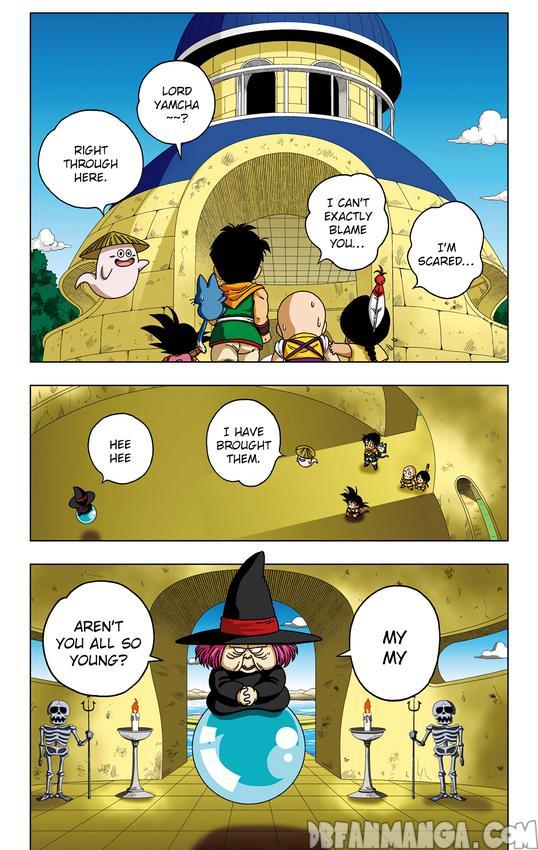 I'M
SCARED...
I CAN'T
EXACTLY
BLAME
YOU...
LORD
YAMCHA
~~?
RIGHT
THROUGH
HERE.
I HAVE
BROUGHT
THEM.
HEE
HEE
MY
MY
AREN'T
YOU ALL SO
YOUNG?
DBFANMANGA.COM